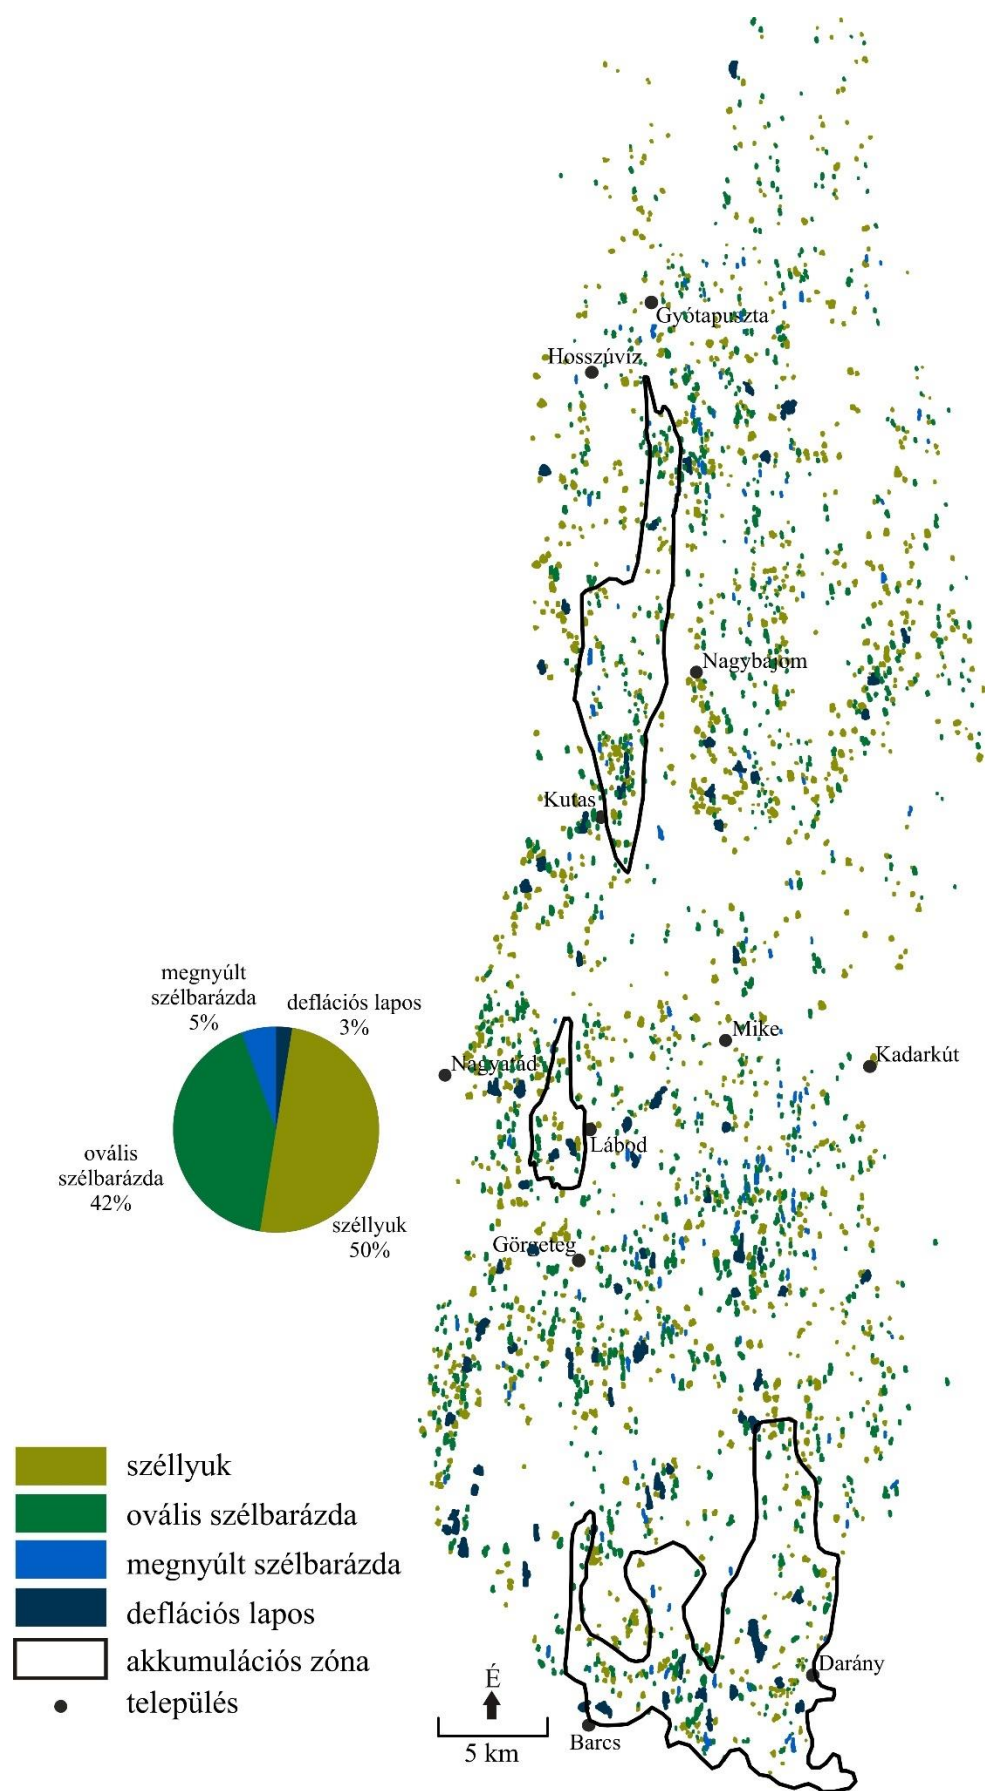 Gyótapuszta
Hosszúvíz
Nagybajom
Kutas
megnyúlt
szélbarázda
5%
deflációs lapos
3%
Mike
Kadarkút
Nagyatád
Lábod
ovális
szélbarázda
42%
széllyuk
50%
Görgeteg
széllyuk
ovális szélbarázda
megnyúlt szélbarázda
deflációs lapos
akkumulációs zóna
település
É
5 km
Darány
Barcs